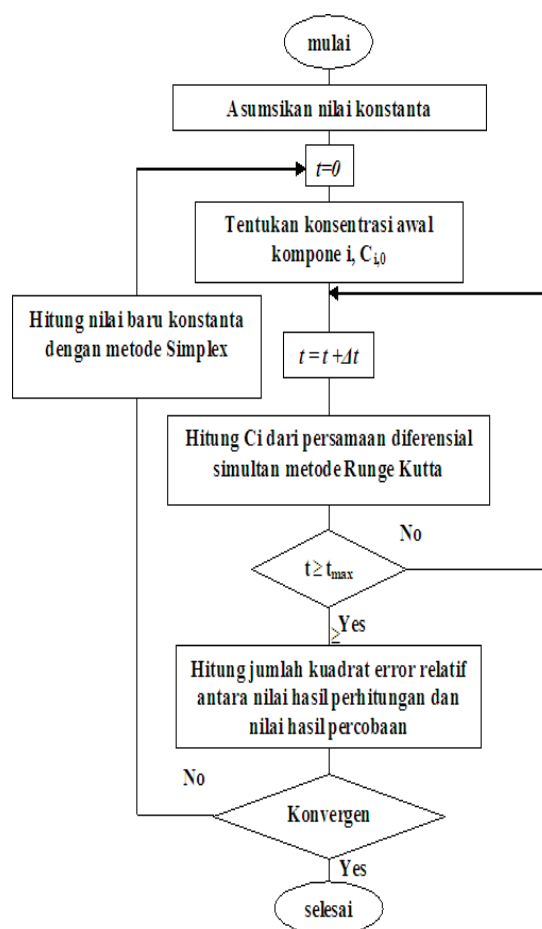 mulai
Asumsikan nilai konstanta
t=0
Tentukan konsentrasi awal
kompone i, Ci,0
Hitung nilai baru konstanta
dengan metode Simplex
t = t +Δt
Hitung Ci dari persamaan diferensial
simultan metode Runge Kutta
No
t ≥ tmax
Yes
≥
Hitung jumlah kuadrat error relatif
antara nilai hasil perhitungan dan
nilai hasil percobaan
No
Konvergen
Yes
selesai